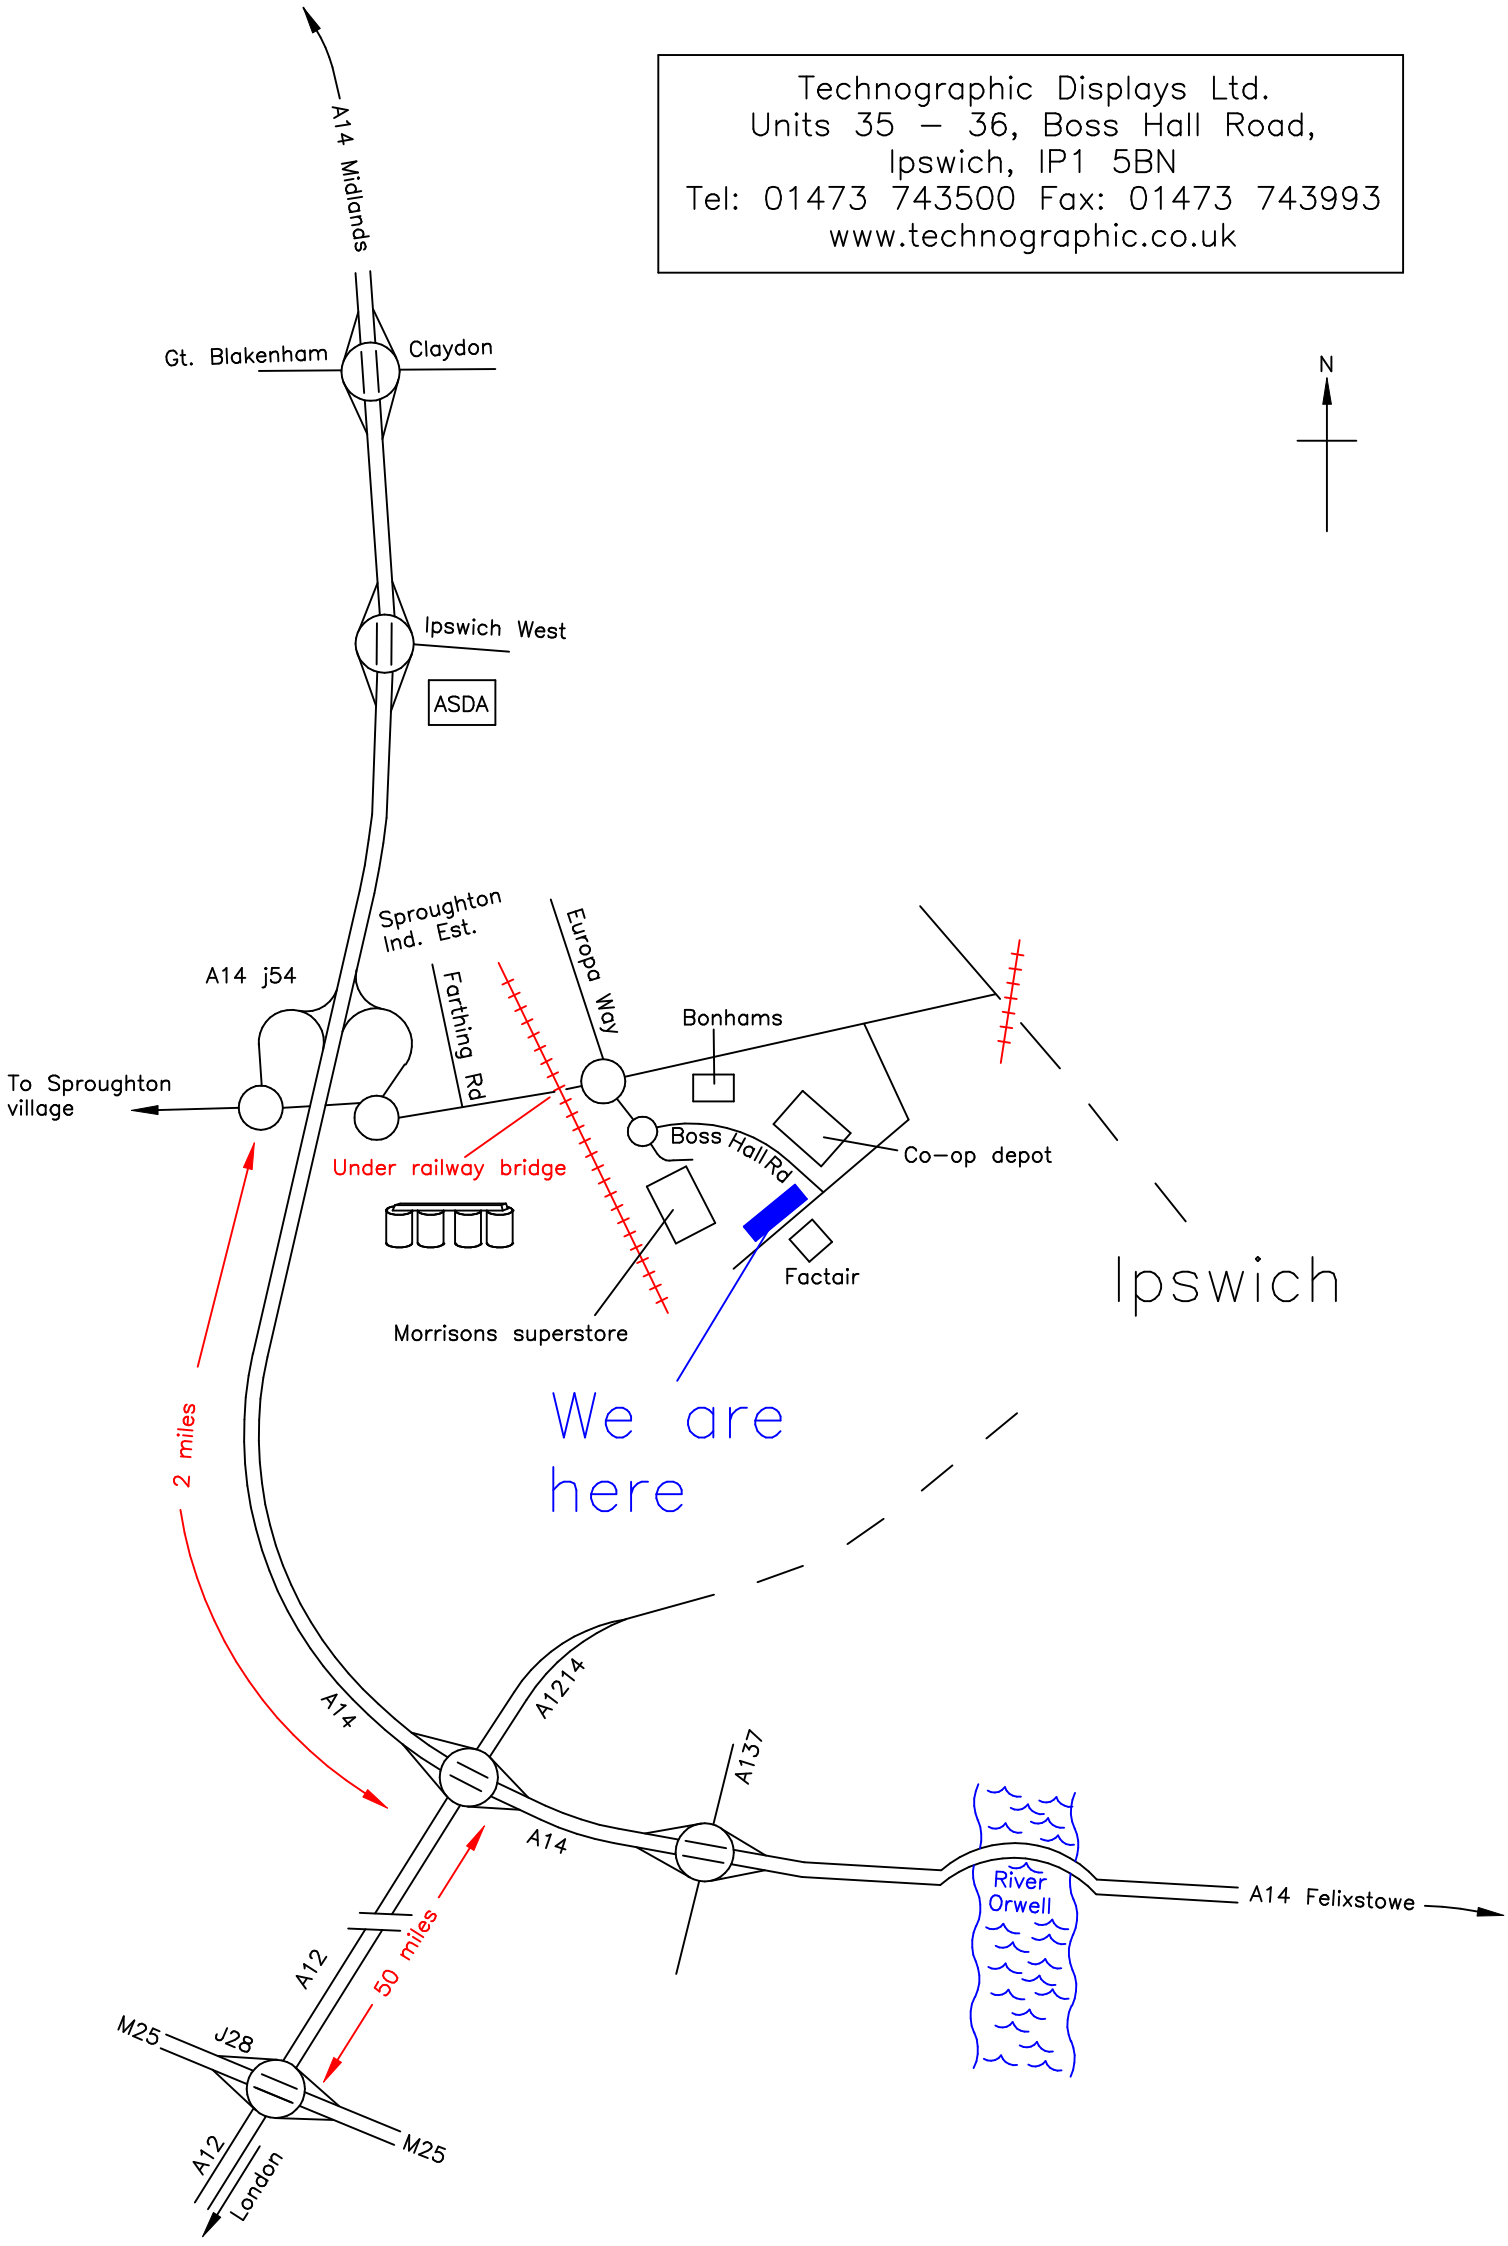 Technographic Displays Ltd.
Units 35 – 36, Boss Hall Road,
Ipswich, IP1 5BN
Tel: 01473 743500 Fax: 01473 743993
www.technographic.co.uk
A14 Midlands
Gt. Blakenham
Claydon
N
Ipswich West
ASDA
Sproughton
Ind. Est.
Europa Way
A14 j54
Farthing Rd
Bonhams
To Sproughton
village
Under railway bridge
Boss Hall Rd
Co-op depot
Factair
Ipswich
Morrisons superstore
We are
here
2 miles
A14
A1214
A137
A14
River
Orwell
A14 Felixstowe
50 miles
A12
M25
J28
M25
A12
London